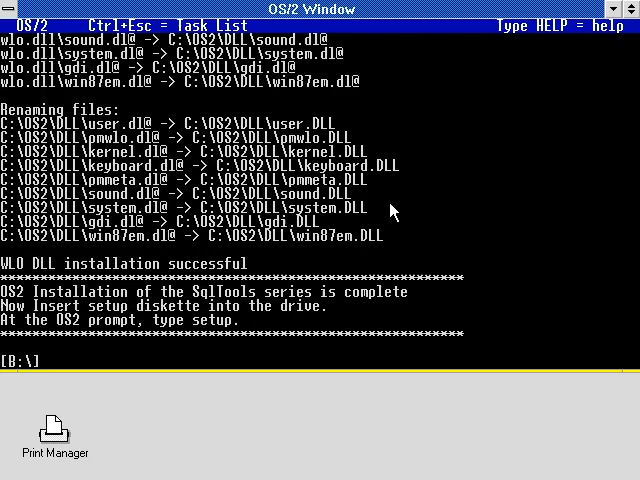 OS/2 Window
OS/2 Ctrl+Esc = Task List Type HELP = help
wlo.dll\sound.dl@ -> C:\OS2\DLL\sound.dl@
wlo.dll\system.dl@ -> C:\OS2\DLL\system.dl@
wlo.dll\gdi.dl@ -> C:\OS2\DLL\gdi.dl@
wlo.dll\win87em.dl@ -> C:\OS2\DLL\win87em.dl@
Renaming files:
C:\OS2\DLL\user.dl@ -> C:\OS2\DLL\user.DLL
C:\OS2\DLL\pmwlo.dl@ -> C:\OS2\DLL\pmwlo.DLL
C:\OS2\DLL\kernel.dl@ -> C:\OS2\DLL\kernel.DLL
C:\OS2\DLL\keyboard.dl@ -> C:\OS2\DLL\keyboard.DLL
C:\OS2\DLL\pmmeta.dl@ -> C:\OS2\DLL\pmmeta.DLL
C:\OS2\DLL\sound.dl@ -> C:\OS2\DLL\sound.DLL
C:\OS2\DLL\system.dl@ -> C:\OS2\DLL\system.DLL
C:\OS2\DLL\gdi.dl@ -> C:\OS2\DLL\gdi.DLL
C:\OS2\DLL\win87em.dl@ -> C:\OS2\DLL\win87em.DLL
WLO DLL installation successful
*********************************************************
OS2 Installation of the SqlTools series is complete
Now Insert setup diskette into the drive.
At the OS2 prompt, type setup.
*********************************************************
[B:\]
Print Manager